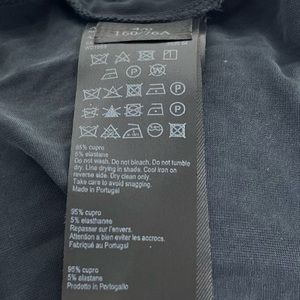 160/76A
95% cupro
5% elastane
Do not wash. Do not bleach. Do not tumble
dry. Line drying in shade. Cool iron on
reverse side. Dry clean only.
Take care to avoid snagging.
Made in Portugal
95% cupro
5% elasthanne
Repasser sur l'envers.
Attention à bien éviter les accrocs.
Fabriqué au Portugal
95% cupro
5% elastane
Prodotto in Portogallo